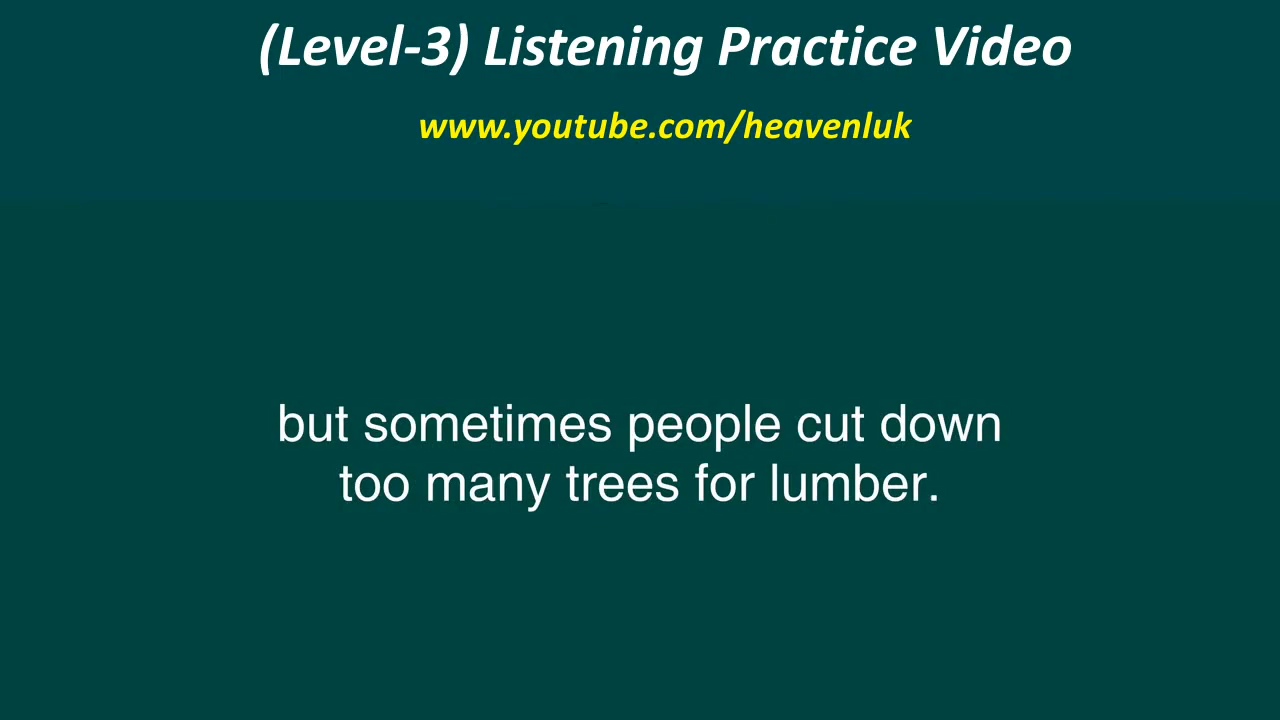 (Level-3) Listening Practice Video
www.youtube.com/heavenluk
but sometimes people cut down
too many trees for lumber.